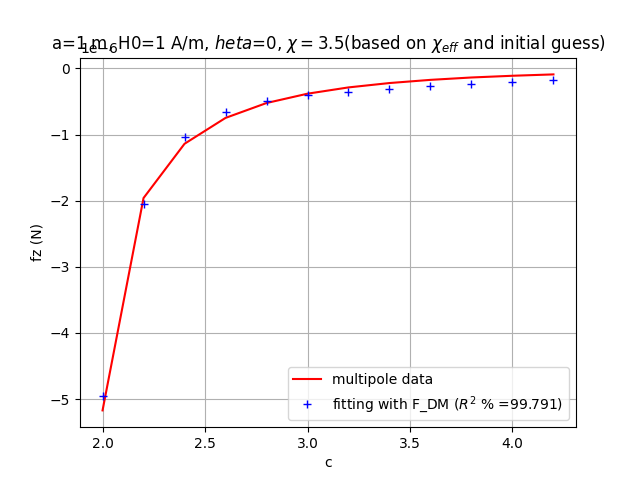 a=1 m, H0=1 A/m, heta=0, χ = 3.5(based on χ_eff and initial guess)
1e−6
0
−1
−2
−3
−4
−5
fz (N)
multipole data
fitting with F_DM (R² % =99.791)
2.0 2.5 3.0 3.5 4.0
c